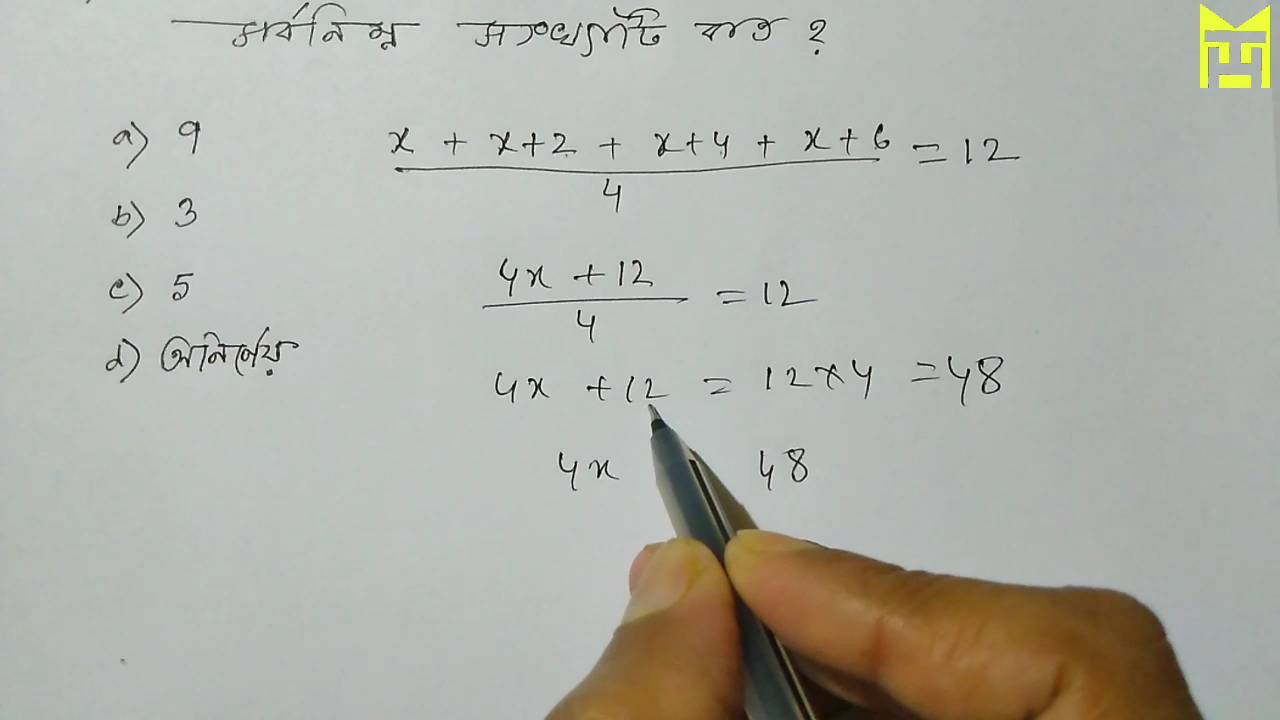 সর্বনিম্ন সংখ্যাটি কত ?
a) 9
x + x+2 + x+4 + x+6 = 12
4
b) 3
4x + 12 = 12
4
c) 5
d) অনির্ণেয়
4x + 12 = 12×4 = 48
4x 48